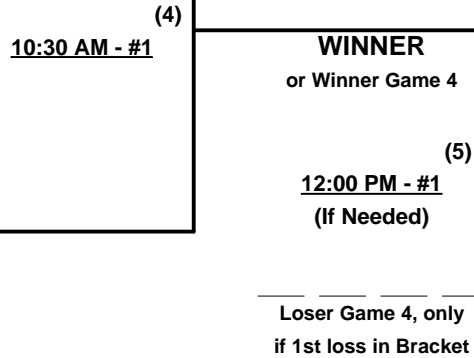 (4)
10:30 AM - #1
WINNER
or Winner Game 4
(5)
12:00 PM - #1
(If Needed)
Loser Game 4, only
if 1st loss in Bracket